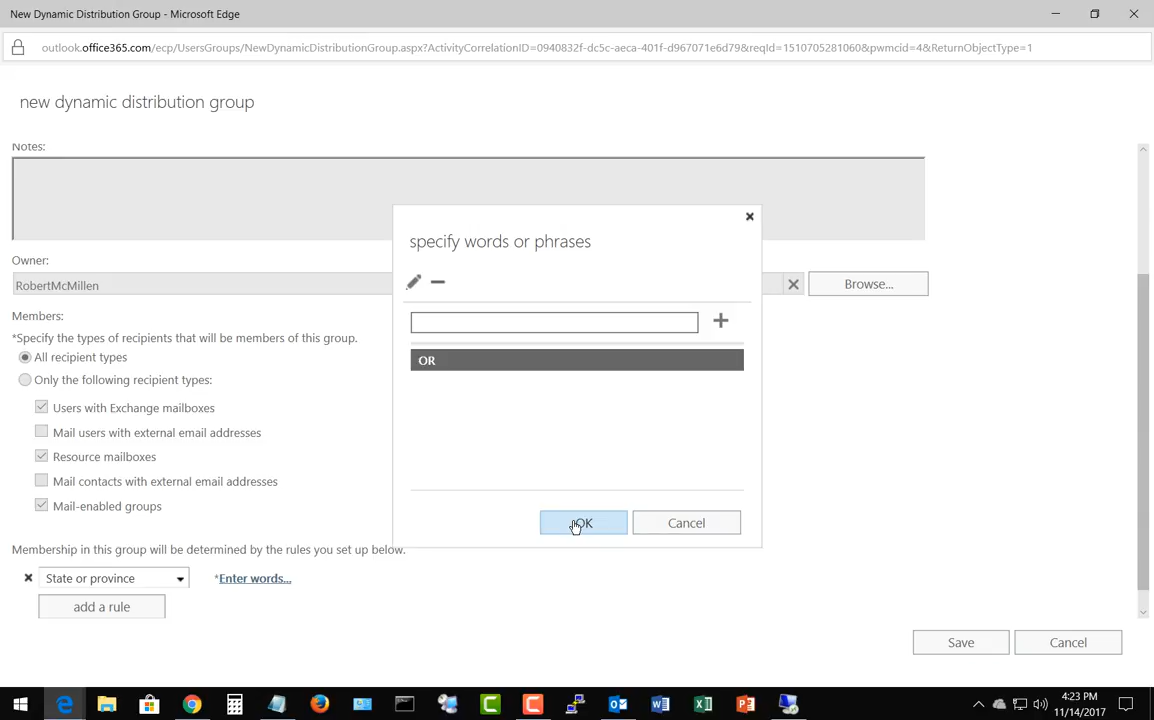 New Dynamic Distribution Group - Microsoft Edge
outlook.office365.com/ecp/UsersGroups/NewDynamicDistributionGroup.aspx?ActivityCorrelationID=0940832f-dc5c-aeca-401f-d967071e6d79&reqId=1510705281060&pwmcid=4&ReturnObjectType=1
new dynamic distribution group
Notes:
specify words or phrases
OR
OK
Cancel
Owner:
RobertMcMillen
Browse...
Members:
*Specify the types of recipients that will be members of this group.
All recipient types
Only the following recipient types:
Users with Exchange mailboxes
Mail users with external email addresses
Resource mailboxes
Mail contacts with external email addresses
Mail-enabled groups
Membership in this group will be determined by the rules you set up below.
State or province
*Enter words...
add a rule
Save
Cancel
4:23 PM
11/14/2017